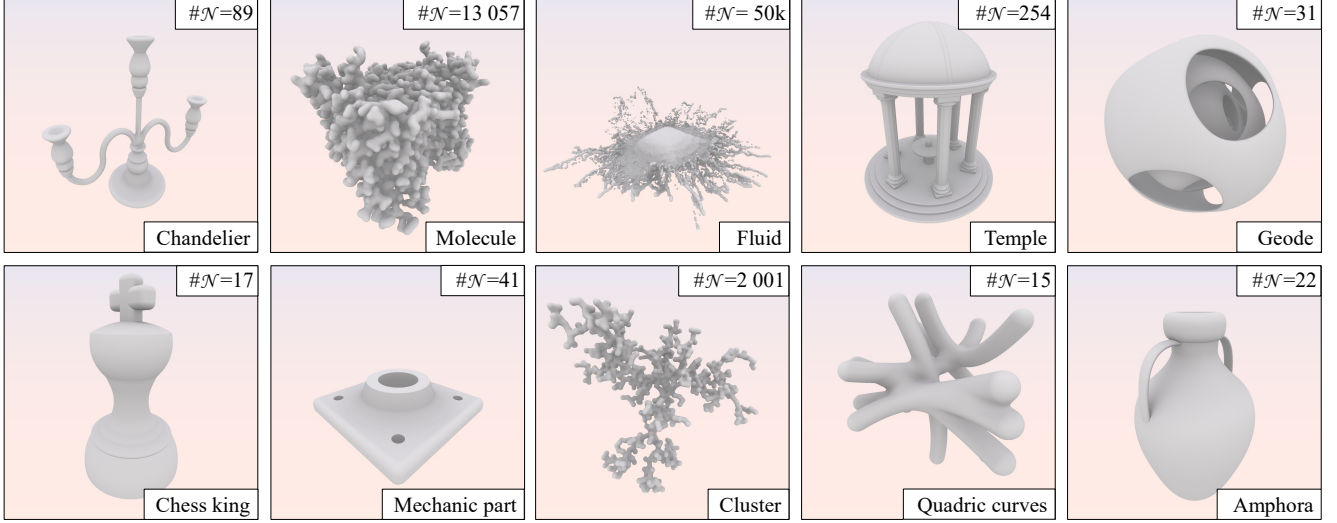 #𝒩=89
Chandelier
#𝒩=13 057
Molecule
#𝒩= 50k
Fluid
#𝒩=254
Temple
#𝒩=31
Geode
#𝒩=17
Chess king
#𝒩=41
Mechanic part
#𝒩=2 001
Cluster
#𝒩=15
Quadric curves
#𝒩=22
Amphora